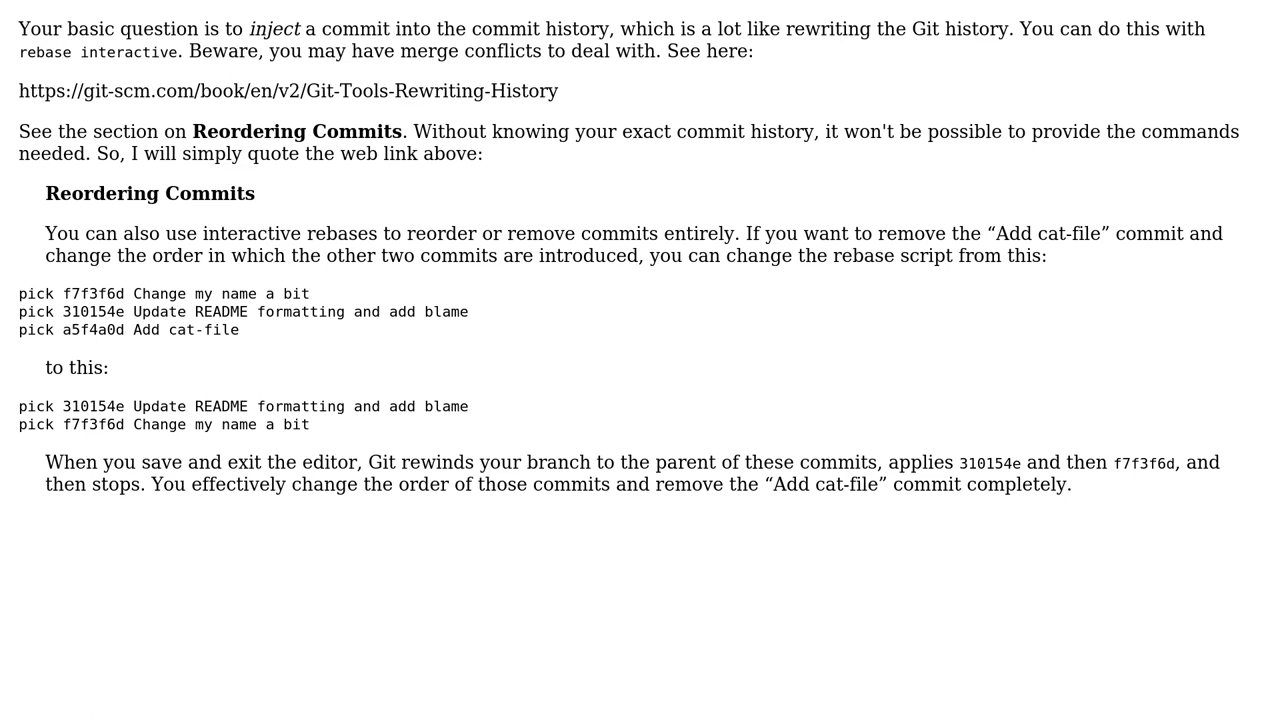 Your basic question is to inject a commit into the commit history, which is a lot like rewriting the Git history. You can do this with
rebase interactive. Beware, you may have merge conflicts to deal with. See here:
https://git-scm.com/book/en/v2/Git-Tools-Rewriting-History
See the section on Reordering Commits. Without knowing your exact commit history, it won't be possible to provide the commands
needed. So, I will simply quote the web link above:
Reordering Commits
You can also use interactive rebases to reorder or remove commits entirely. If you want to remove the “Add cat-file” commit and
change the order in which the other two commits are introduced, you can change the rebase script from this:
pick f7f3f6d Change my name a bit
pick 310154e Update README formatting and add blame
pick a5f4a0d Add cat-file
to this:
pick 310154e Update README formatting and add blame
pick f7f3f6d Change my name a bit
When you save and exit the editor, Git rewinds your branch to the parent of these commits, applies 310154e and then f7f3f6d, and
then stops. You effectively change the order of those commits and remove the “Add cat-file” commit completely.